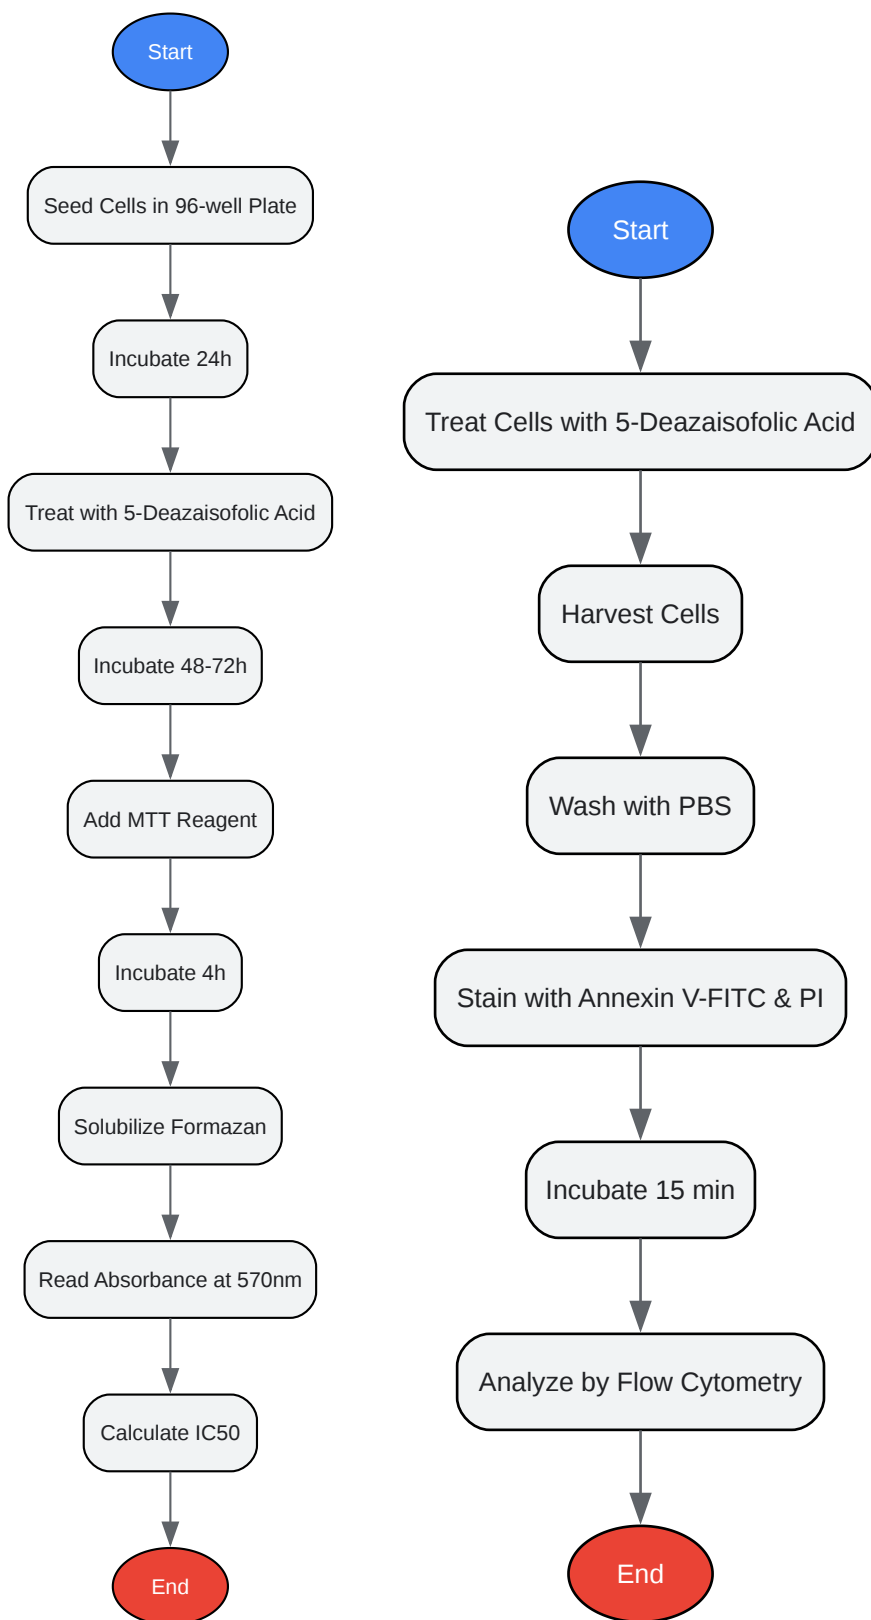 Start
Seed Cells in 96-well Plate
Incubate 24h
Treat with 5-Deazaisofolic Acid
Incubate 48-72h
Add MTT Reagent
Incubate 4h
Solubilize Formazan
Read Absorbance at 570nm
Calculate IC50
End
Start
Treat Cells with 5-Deazaisofolic Acid
Harvest Cells
Wash with PBS
Stain with Annexin V-FITC & PI
Incubate 15 min
Analyze by Flow Cytometry
End